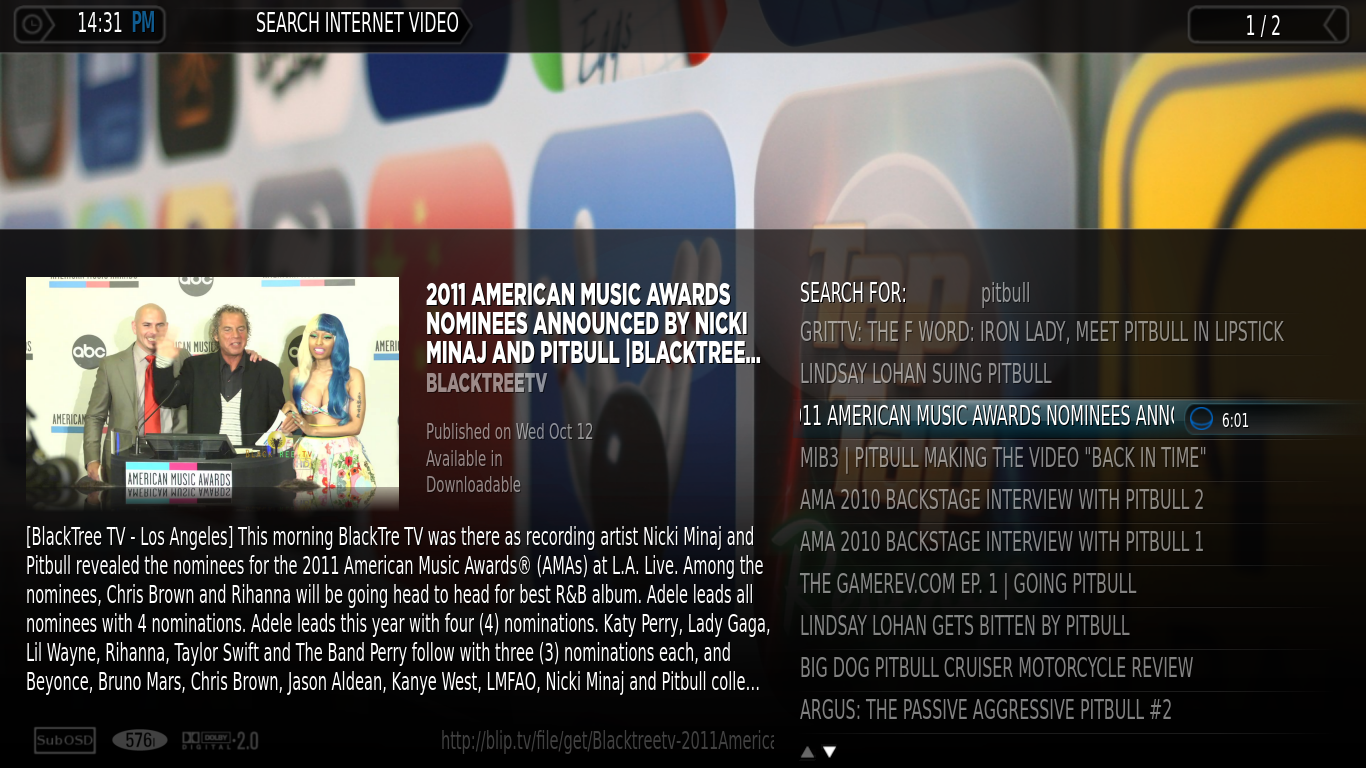 14:31 PM
SEARCH INTERNET VIDEO
1 / 2
abc
abc
AMERICAN MUSIC AWARDS
2011 AMERICAN MUSIC AWARDS
NOMINEES ANNOUNCED BY NICKI
MINAJ AND PITBULL |BLACKTREE...
BLACKTREETV
Published on Wed Oct 12
Available in
Downloadable
[BlackTree TV - Los Angeles] This morning BlackTre TV was there as recording artist Nicki Minaj and
Pitbull revealed the nominees for the 2011 American Music Awards® (AMAs) at L.A. Live. Among the
nominees, Chris Brown and Rihanna will be going head to head for best R&B album. Adele leads all
nominees with 4 nominations. Adele leads this year with four (4) nominations. Katy Perry, Lady Gaga,
Lil Wayne, Rihanna, Taylor Swift and The Band Perry follow with three (3) nominations each, and
Beyonce, Bruno Mars, Chris Brown, Jason Aldean, Kanye West, LMFAO, Nicki Minaj and Pitbull colle...
SubOSD
576i
DOLBY
DIGITAL·2.0
http://blip.tv/file/get/Blacktreetv-2011America
SEARCH FOR: pitbull
GRITTV: THE F WORD: IRON LADY, MEET PITBULL IN LIPSTICK
LINDSAY LOHAN SUING PITBULL
11 AMERICAN MUSIC AWARDS NOMINEES ANNO 6:01
MIB3 | PITBULL MAKING THE VIDEO "BACK IN TIME"
AMA 2010 BACKSTAGE INTERVIEW WITH PITBULL 2
AMA 2010 BACKSTAGE INTERVIEW WITH PITBULL 1
THE GAMEREV.COM EP. 1 | GOING PITBULL
LINDSAY LOHAN GETS BITTEN BY PITBULL
BIG DOG PITBULL CRUISER MOTORCYCLE REVIEW
ARGUS: THE PASSIVE AGGRESSIVE PITBULL #2
Tap
Tap